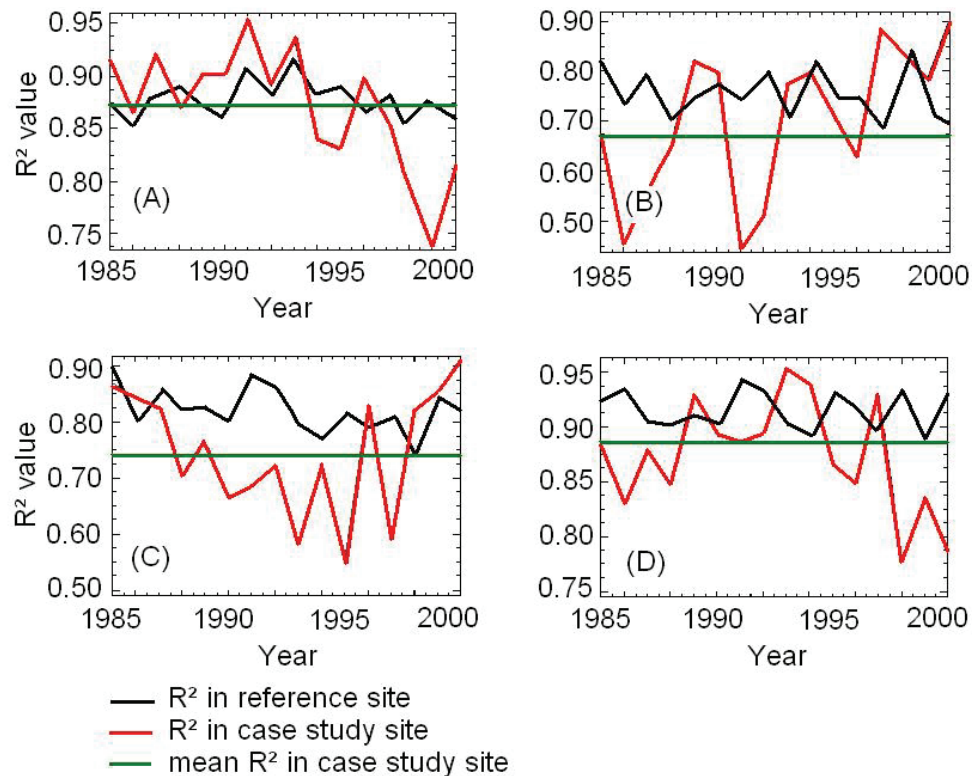 0.95
0.90
0.85
0.80
0.75
R² value
(A)
1985
1990
1995
2000
Year
0.90
0.80
0.70
0.60
0.50
(B)
1985
1990
1995
2000
Year
0.90
0.80
0.70
0.60
0.50
R² value
(C)
1985
1990
1995
2000
Year
0.95
0.90
0.85
0.80
0.75
(D)
1985
1990
1995
2000
Year
R² in reference site
R² in case study site
mean R² in case study site